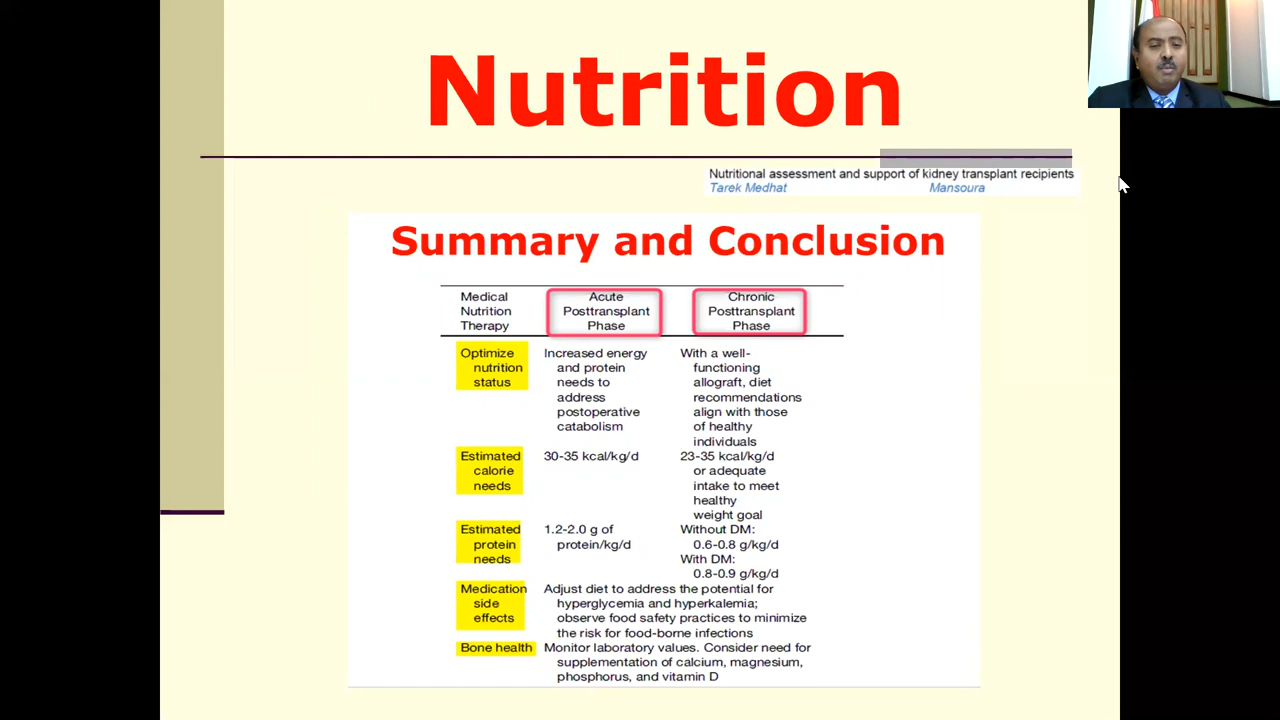 Nutrition
Nutritional assessment and support of kidney transplant recipients
Tarek Medhat Mansoura
Summary and Conclusion
Medical Nutrition Therapy
Acute Posttransplant Phase
Chronic Posttransplant Phase
Optimize
nutrition
status
Increased energy
and protein
needs to
address
postoperative
catabolism
With a well-
functioning
allograft, diet
recommendations
align with those
of healthy
individuals
Estimated
calorie
needs
30-35 kcal/kg/d
23-35 kcal/kg/d
or adequate
intake to meet
healthy
weight goal
Estimated
protein
needs
1.2-2.0 g of
protein/kg/d
Without DM:
0.6-0.8 g/kg/d
With DM:
0.8-0.9 g/kg/d
Medication
side
effects
Adjust diet to address the potential for
hyperglycemia and hyperkalemia;
observe food safety practices to minimize
the risk for food-borne infections
Bone health
Monitor laboratory values. Consider need for
supplementation of calcium, magnesium,
phosphorus, and vitamin D